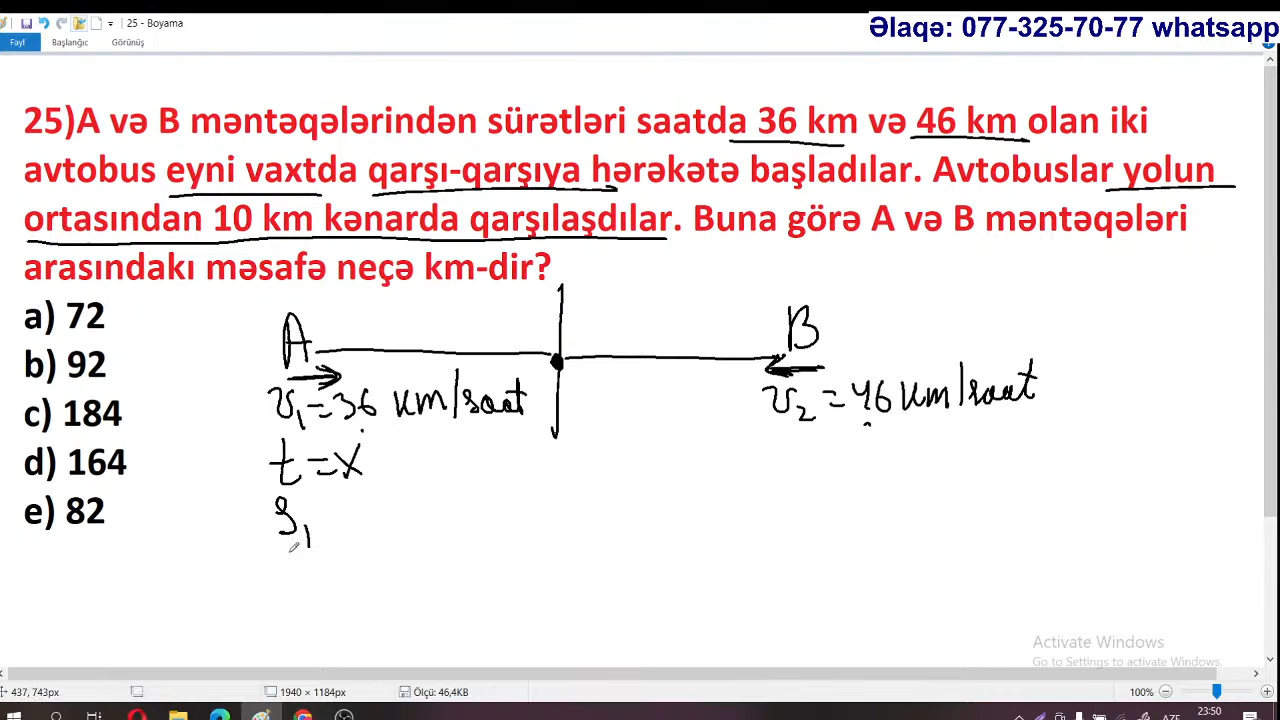 25 - Boyama
Əlaqə: 077-325-70-77 whatsapp
Fayl Başlanğıc Görünüş
25)A və B məntəqələrindən sürətləri saatda 36 km və 46 km olan iki
avtobus eyni vaxtda qarşı-qarşıya hərəkətə başladılar. Avtobuslar yolun
ortasından 10 km kənarda qarşılaşdılar. Buna görə A və B məntəqələri
arasındakı məsafə neçə km-dir?
a) 72
b) 92
c) 184
d) 164
e) 82
A B
v₁=36 km/saat v₂=46 km/saat
t=x
S₁
Activate Windows
Go to Settings to activate Windows.
437, 743px 1940 × 1184px Ölçü: 46,4KB 100%
AZE 23:50